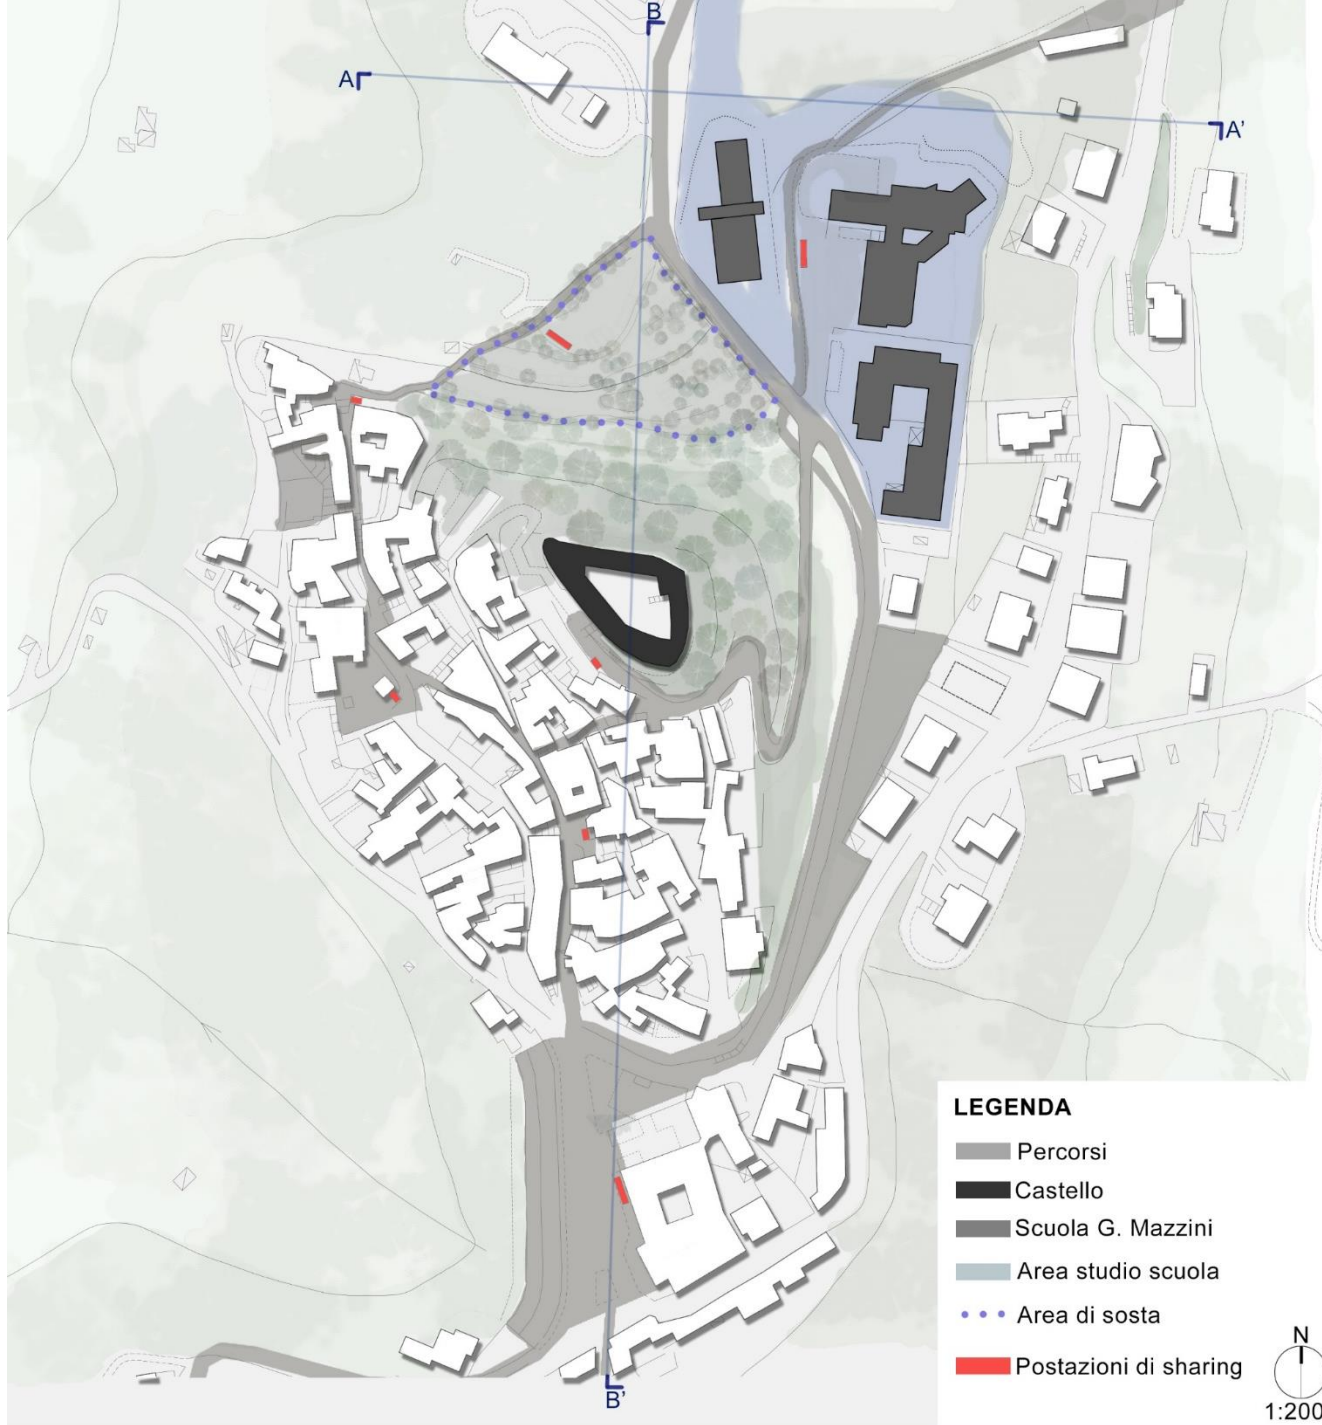 B
A
A'
LEGENDA
Percorsi
Castello
Scuola G. Mazzini
Area studio scuola
Area di sosta
Postazioni di sharing
N
1:200
B'